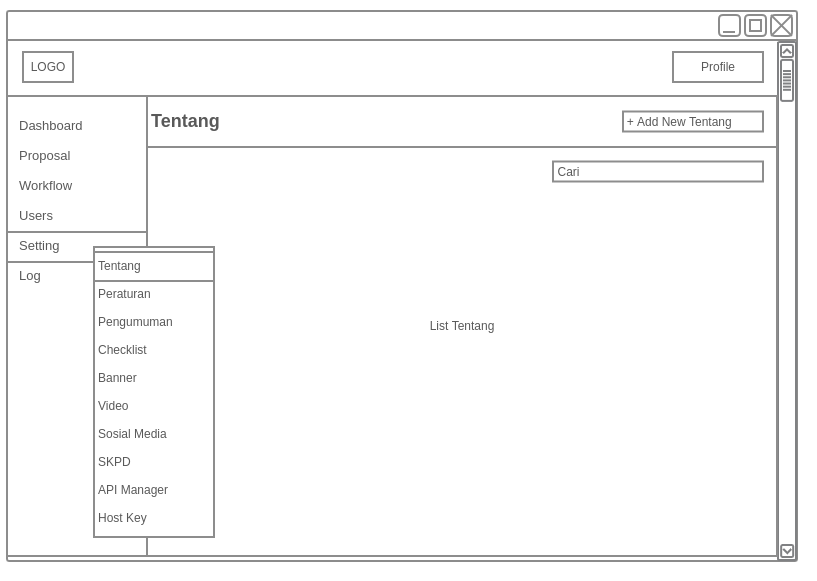 LOGO
Profile
Dashboard
Proposal
Workflow
Users
Setting
Log
Tentang
+ Add New Tentang
Cari
Tentang
Peraturan
Pengumuman
Checklist
Banner
Video
Sosial Media
SKPD
API Manager
Host Key
List Tentang